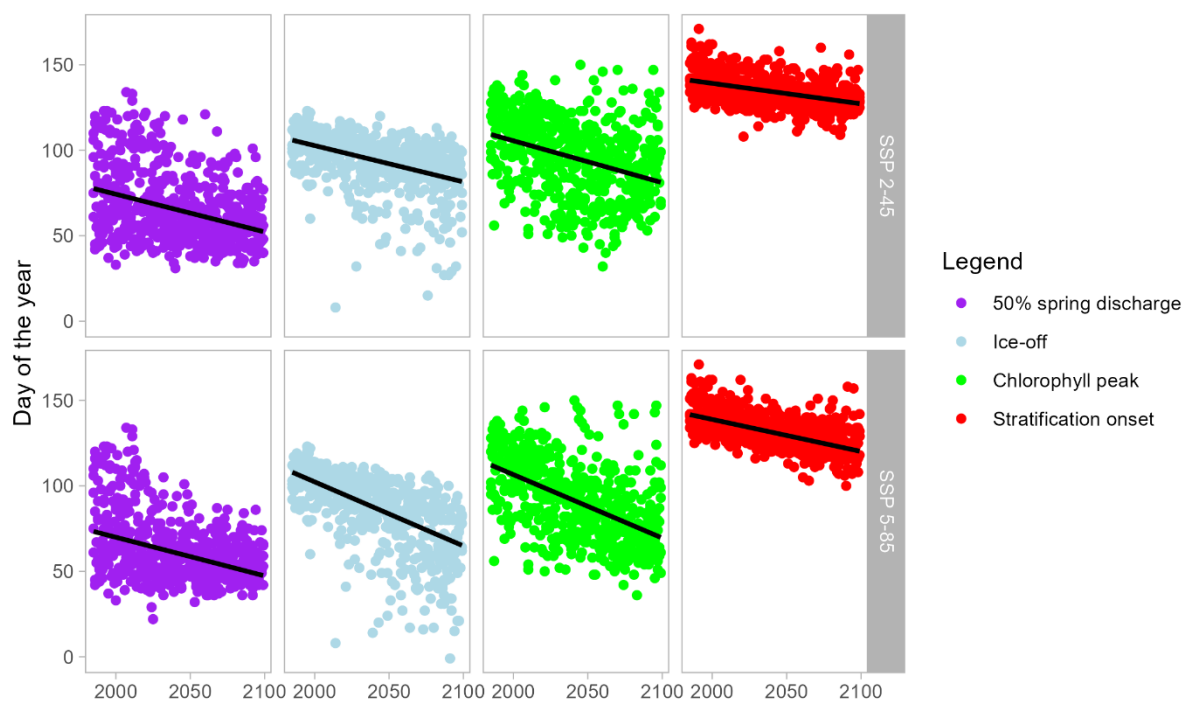 Day of the year
150
100
50
0
SSP 2-45
150
100
50
0
SSP 5-85
2000 2050 2100 2000 2050 2100 2000 2050 2100 2000 2050 2100
Legend
50% spring discharge
Ice-off
Chlorophyll peak
Stratification onset